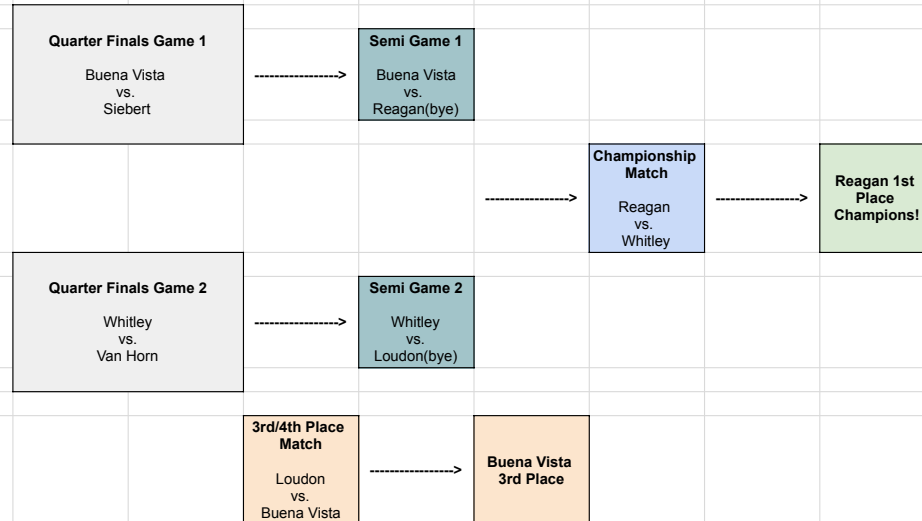 Quarter Finals Game 1
Buena Vista
vs.
Siebert
----------------->
Semi Game 1
Buena Vista
vs.
Reagan(bye)
----------------->
Championship
Match
Reagan
vs.
Whitley
----------------->
Reagan 1st
Place
Champions!
Quarter Finals Game 2
Whitley
vs.
Van Horn
----------------->
Semi Game 2
Whitley
vs.
Loudon(bye)
3rd/4th Place
Match
Loudon
vs.
Buena Vista
----------------->
Buena Vista
3rd Place